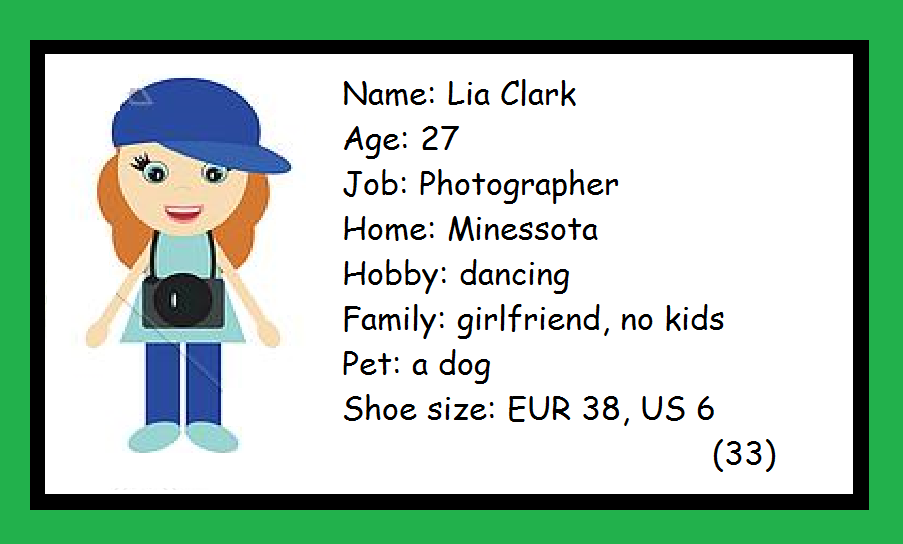 Name: Lia Clark
Age: 27
Job: Photographer
Home: Minessota
Hobby: dancing
Family: girlfriend, no kids
Pet: a dog
Shoe size: EUR 38, US 6
(33)